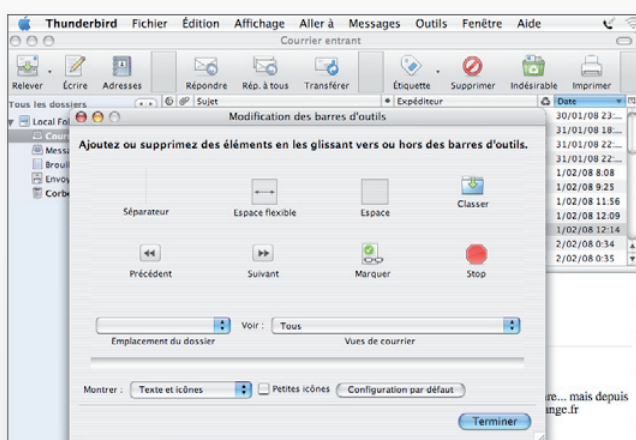 Thunderbird Fichier Édition Affichage Aller à Messages Outils Fenêtre Aide
Courrier entrant
Relever Écrire Adresses Répondre Rép. à tous Transférer Étiquette Supprimer Indésirable Imprimer
Tous les dossiers Sujet Expéditeur Date
Local Fol
Cour
Messa
Brouil
Envoy
Corbe
30/01/08 23:...
31/01/08 18:...
31/01/08 22:...
31/01/08 22:...
1/02/08 8:08
1/02/08 9:25
1/02/08 11:56
1/02/08 12:09
1/02/08 12:14
2/02/08 0:34
2/02/08 0:35
Modification des barres d'outils
Ajoutez ou supprimez des éléments en les glissant vers ou hors des barres d'outils.
Séparateur Espace flexible Espace Classer
Précédent Suivant Marquer Stop
Voir : Tous
Emplacement du dossier Vues de courrier
Montrer : Texte et icônes Petites icônes Configuration par défaut
Terminer
re... mais depuis
nge.fr